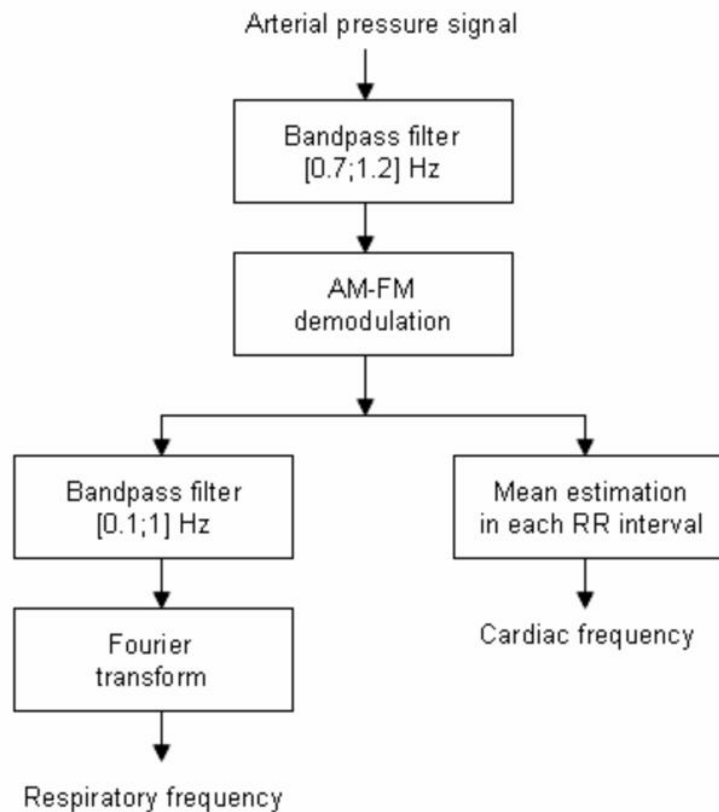 Arterial pressure signal
Bandpass filter
[0.7;1.2] Hz
AM-FM
demodulation
Bandpass filter
[0.1;1] Hz
Mean estimation
in each RR interval
Fourier
transform
Cardiac frequency
Respiratory frequency